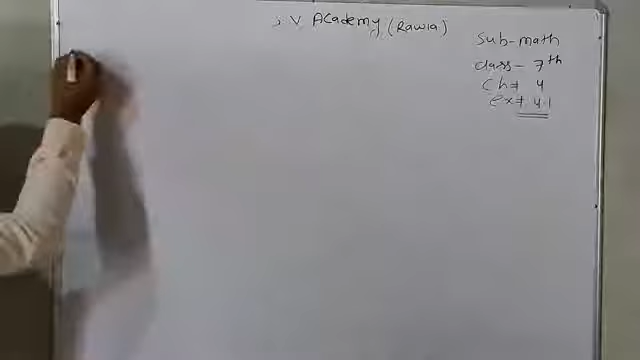 J. V Academy (Rawla)
Sub-math
class - 7th
Ch = 4
ex = 4.1